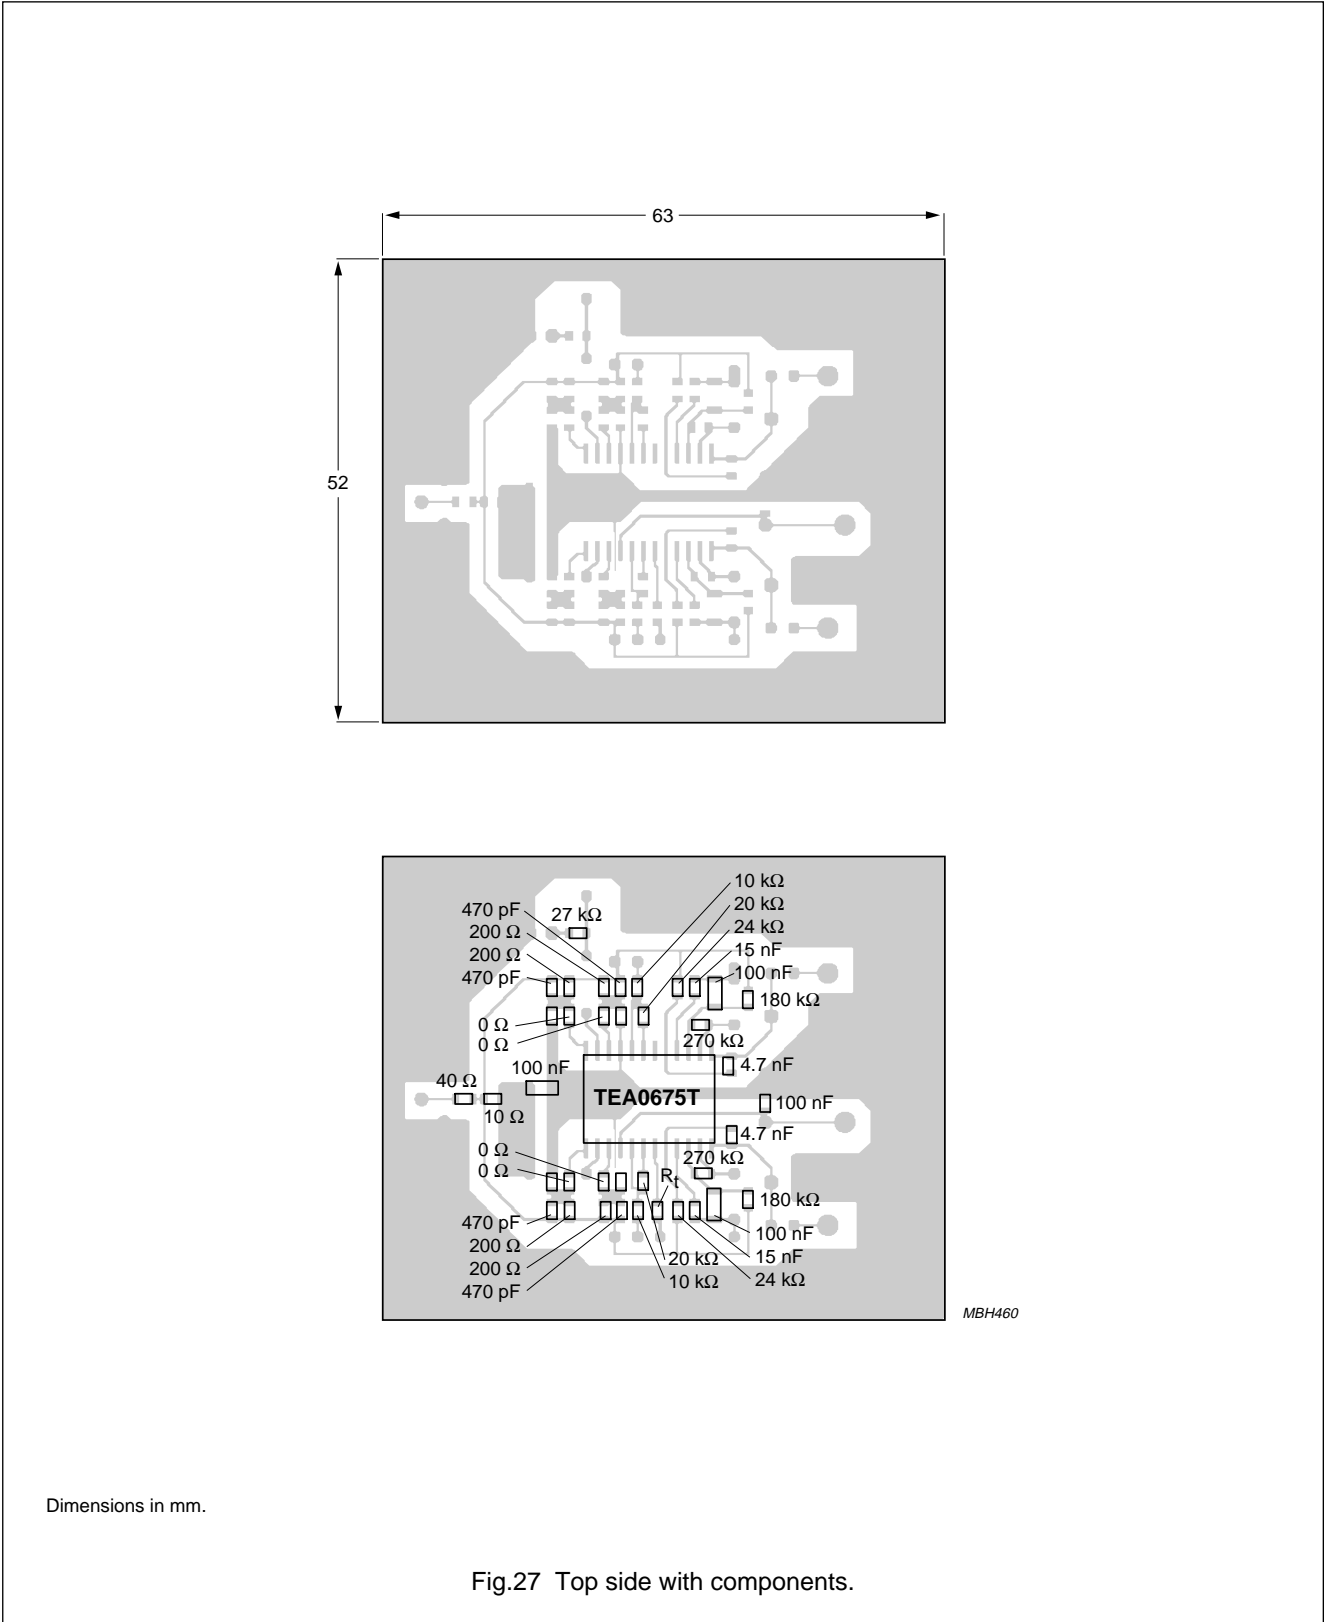 63
52
10 kΩ
470 pF
27 kΩ
20 kΩ
200 Ω
24 kΩ
200 Ω
15 nF
470 pF
100 nF
180 kΩ
0 Ω
0 Ω
270 kΩ
100 nF
4.7 nF
40 Ω
TEA0675T
100 nF
10 Ω
4.7 nF
0 Ω
270 kΩ
0 Ω
Rt
180 kΩ
470 pF
100 nF
200 Ω
20 kΩ
15 nF
200 Ω
10 kΩ
24 kΩ
470 pF
MBH460
Dimensions in mm.
Fig.27 Top side with components.